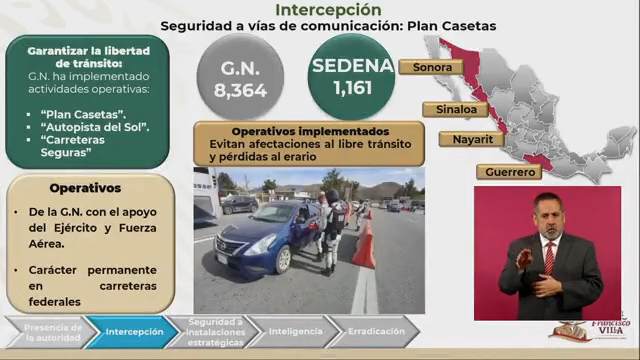 Intercepción
Seguridad a vías de comunicación: Plan Casetas
Garantizar la libertad
de tránsito:
G.N. ha implementado
actividades operativas:
▪ “Plan Casetas”.
▪ “Autopista del Sol”.
▪ “Carreteras
Seguras”
G.N.
8,364
SEDENA
1,161
Operativos implementados
Evitan afectaciones al libre tránsito
y pérdidas al erario
Sonora
Sinaloa
Nayarit
Guerrero
Operativos
• De la G.N. con el apoyo
del Ejército y Fuerza
Aérea.
• Carácter permanente
en carreteras
federales
Presencia de
la autoridad
Intercepción
Seguridad a
instalaciones
estratégicas
Inteligencia
Erradicación
Francisco
VILLA